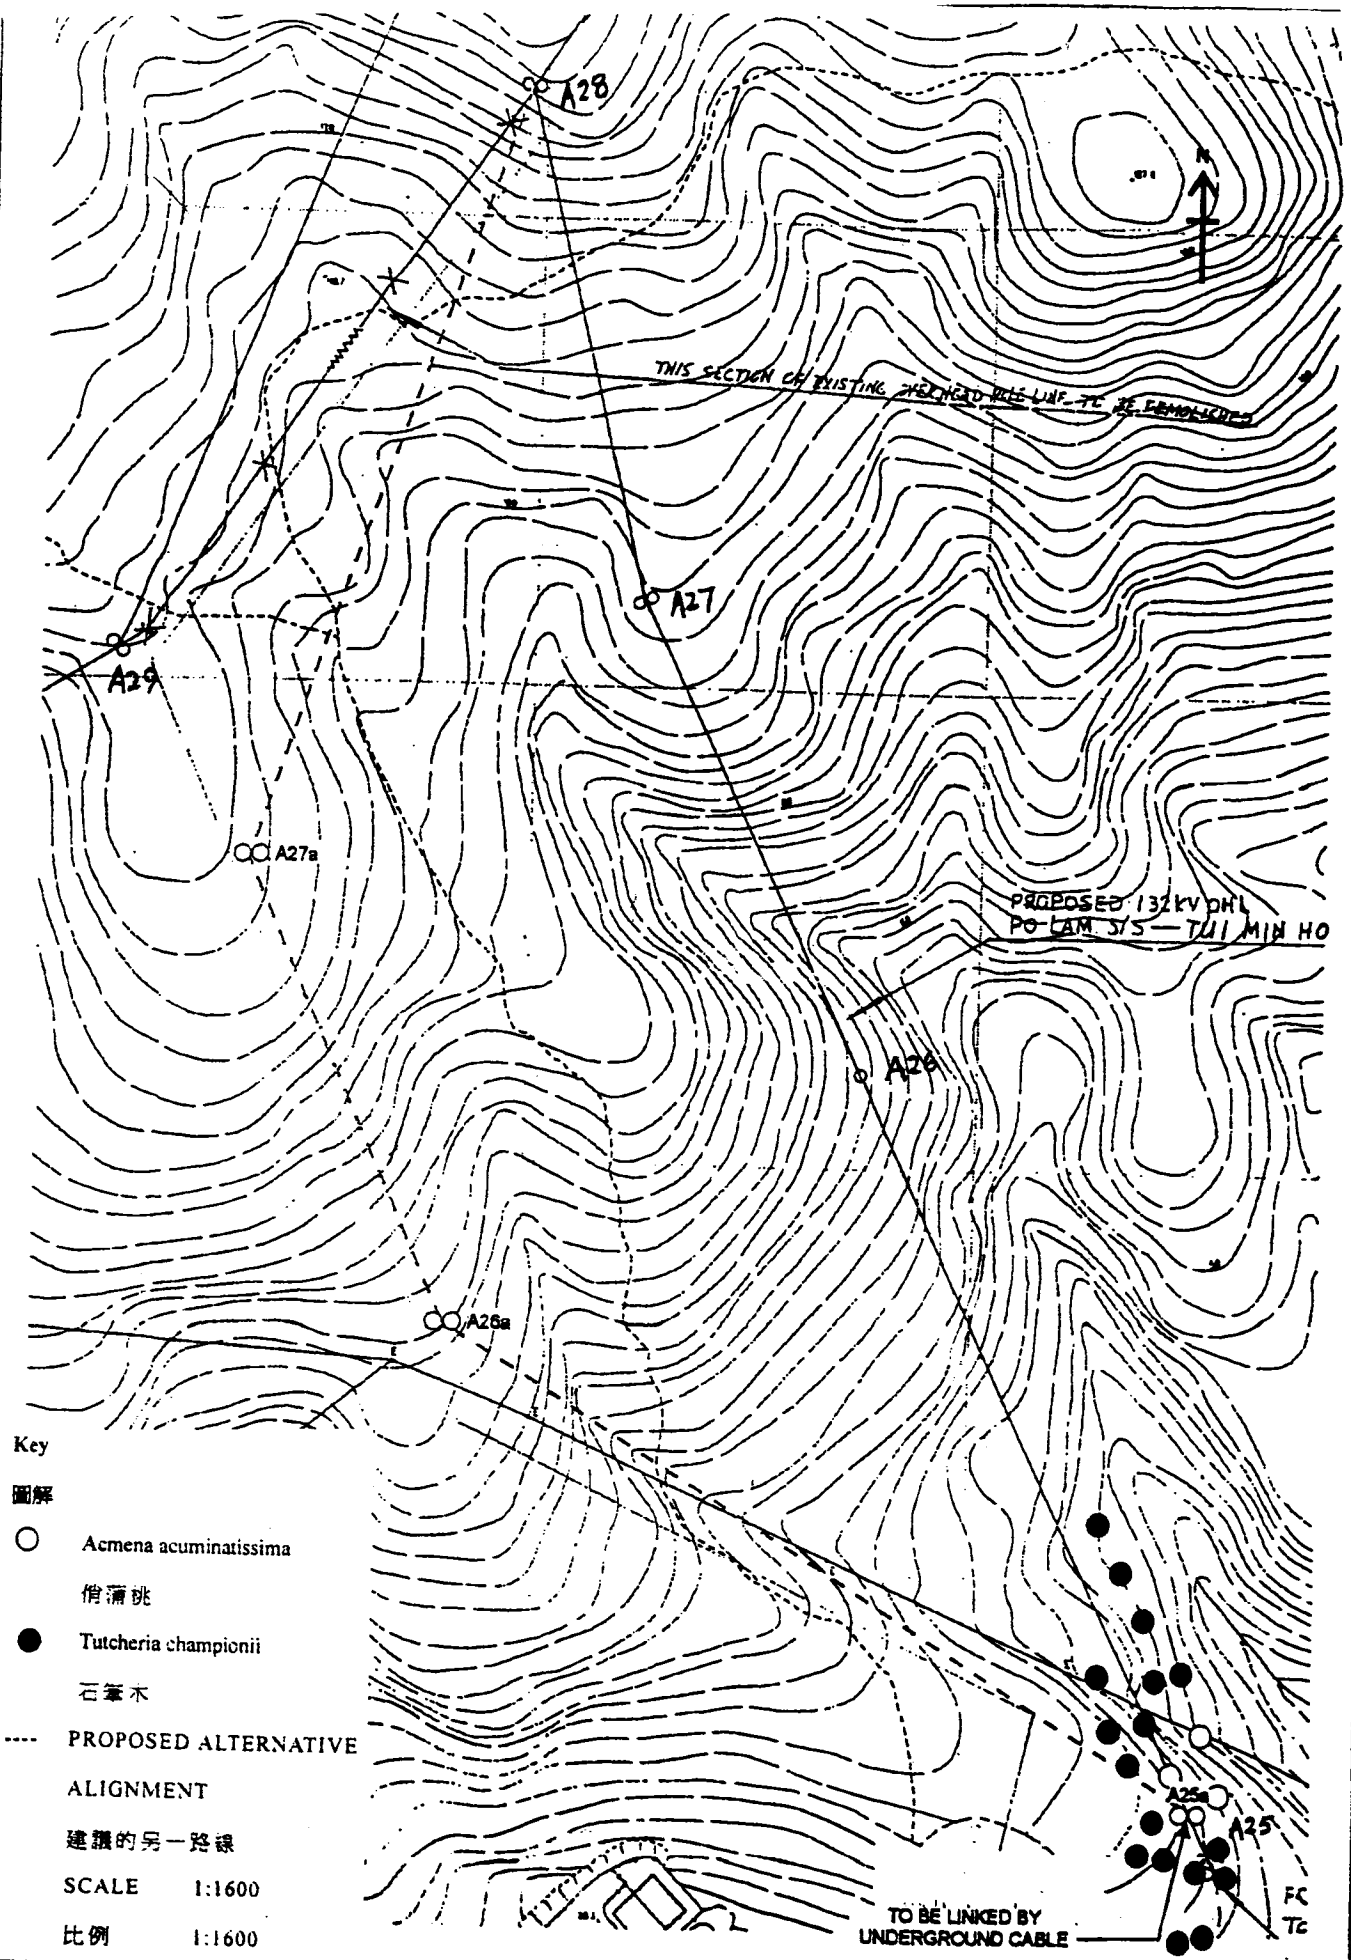 A28
N
THIS SECTION OF EXISTING OVERHEAD POLE LINE TO BE DEMOLISHED
A27
A29
A27a
PROPOSED 132KV OHL
PO LAM S/S — TUI MIN HO
A26
A26a
Key
圖解
Acmena acuminatissima
Tutcheria championii
石筆木
PROPOSED ALTERNATIVE
ALIGNMENT
建議的另一路線
SCALE 1:1600
比例 1:1600
A25a
A25
TO BE LINKED BY
UNDERGROUND CABLE
FC
TC